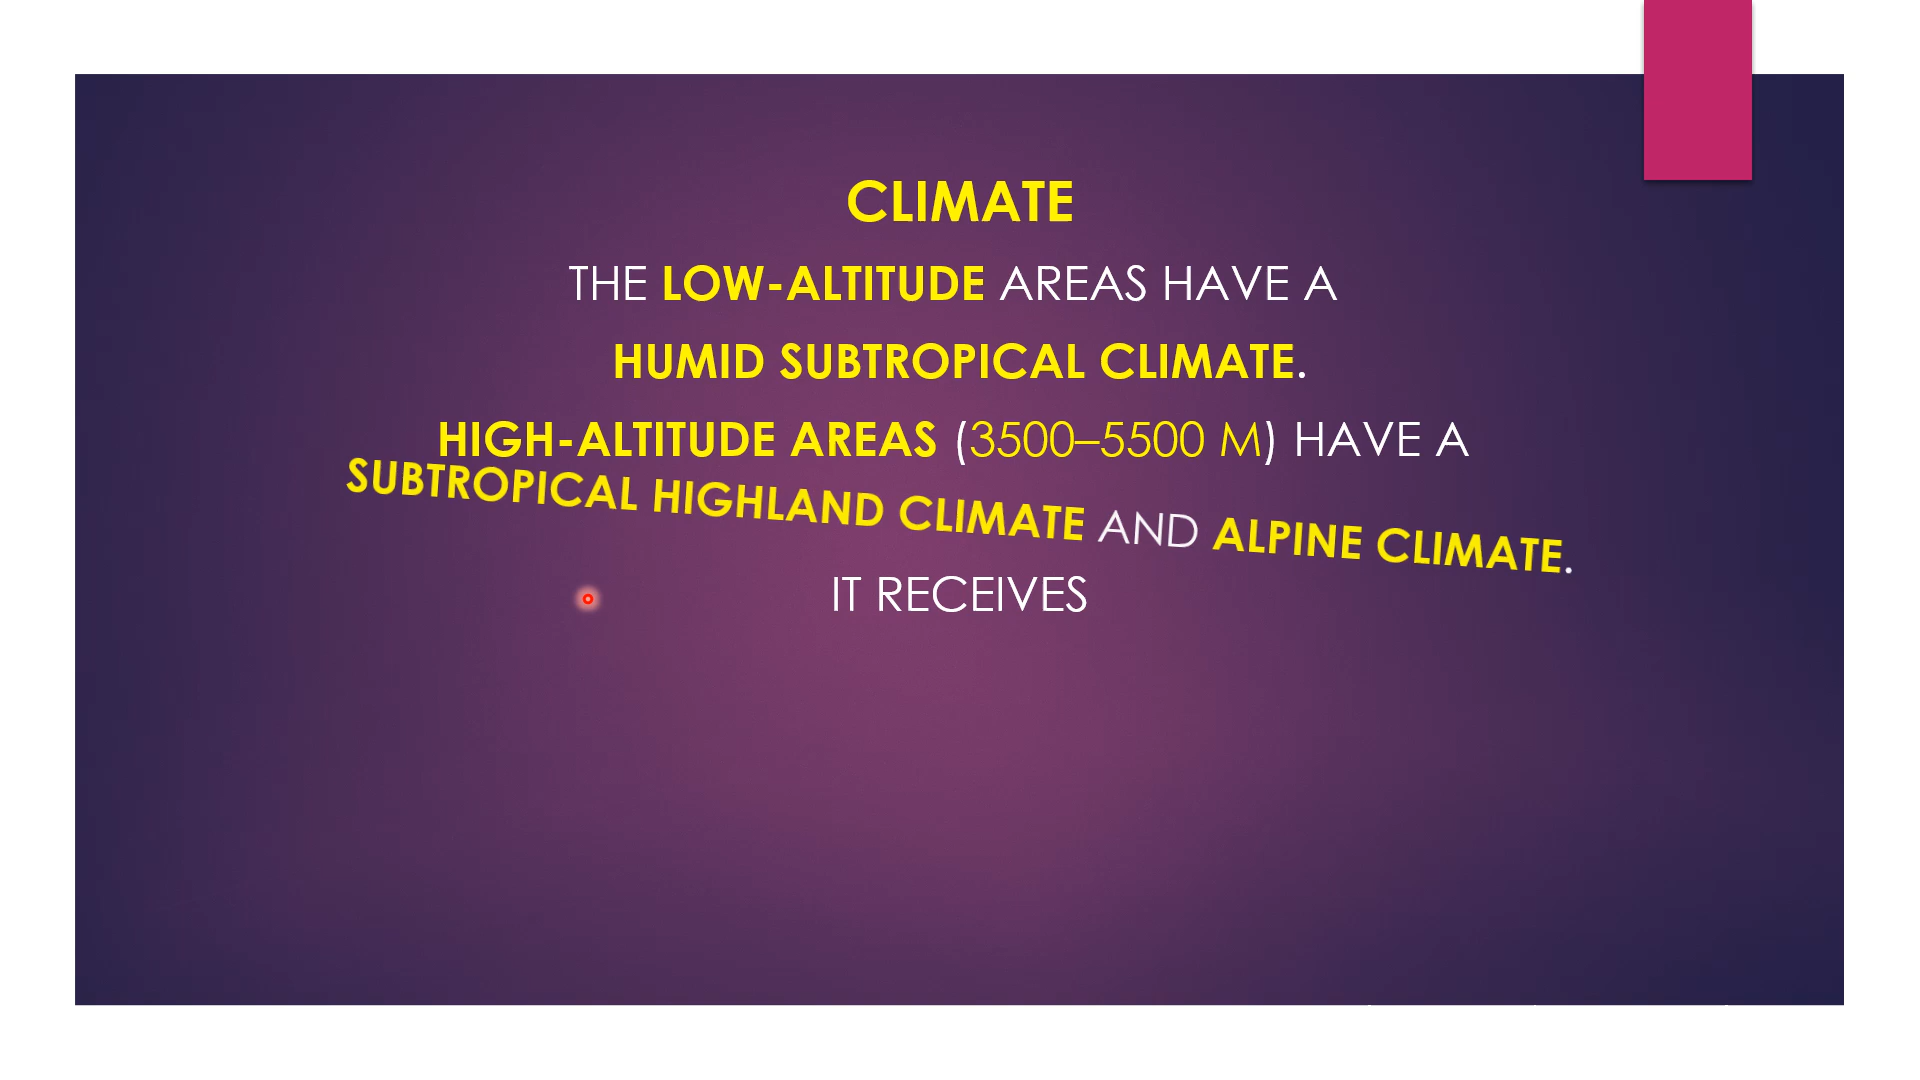 CLIMATE
THE LOW-ALTITUDE AREAS HAVE A
HUMID SUBTROPICAL CLIMATE.
HIGH-ALTITUDE AREAS (3500–5500 M) HAVE A
SUBTROPICAL HIGHLAND CLIMATE AND ALPINE CLIMATE.
IT RECEIVES